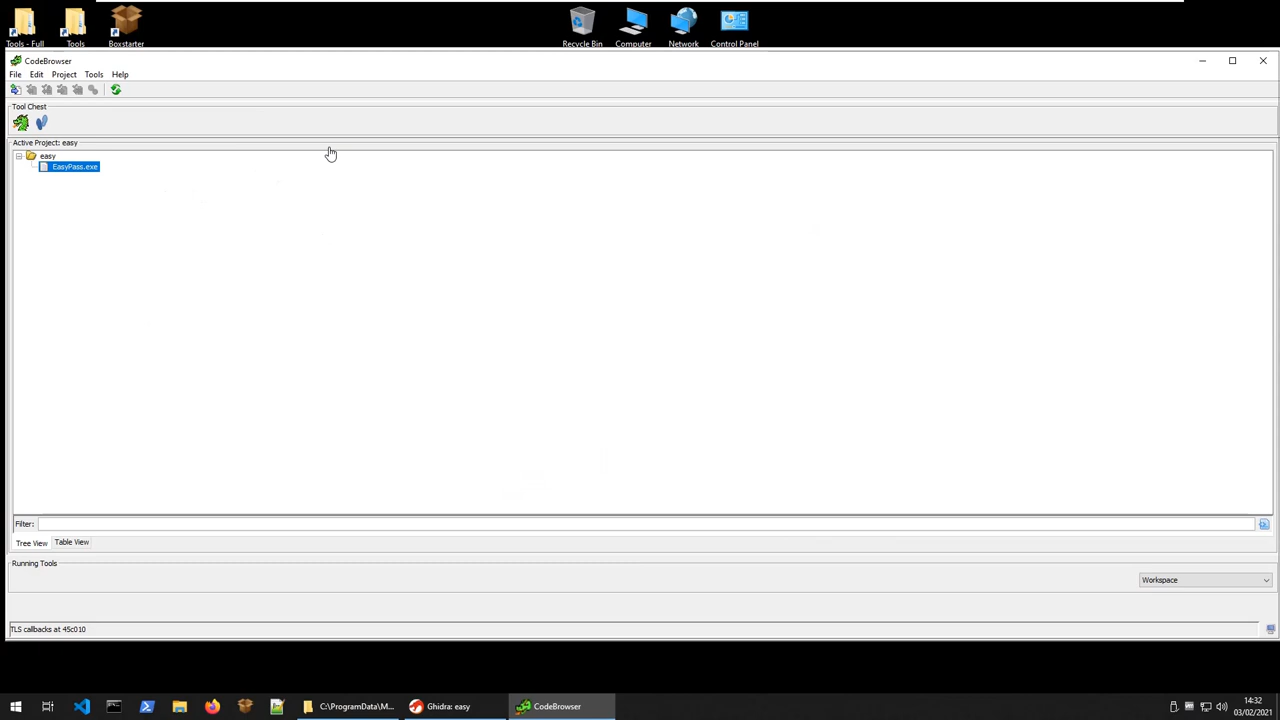 Tools - Full
Tools
Boxstarter
Recycle Bin
Computer
Network
Control Panel
CodeBrowser
File Edit Project Tools Help
Tool Chest
Active Project: easy
easy
EasyPass.exe
Filter:
Tree View
Table View
Running Tools
Workspace
TLS callbacks at 45c010
C:\ProgramData\M...
Ghidra: easy
CodeBrowser
14:32
03/02/2021